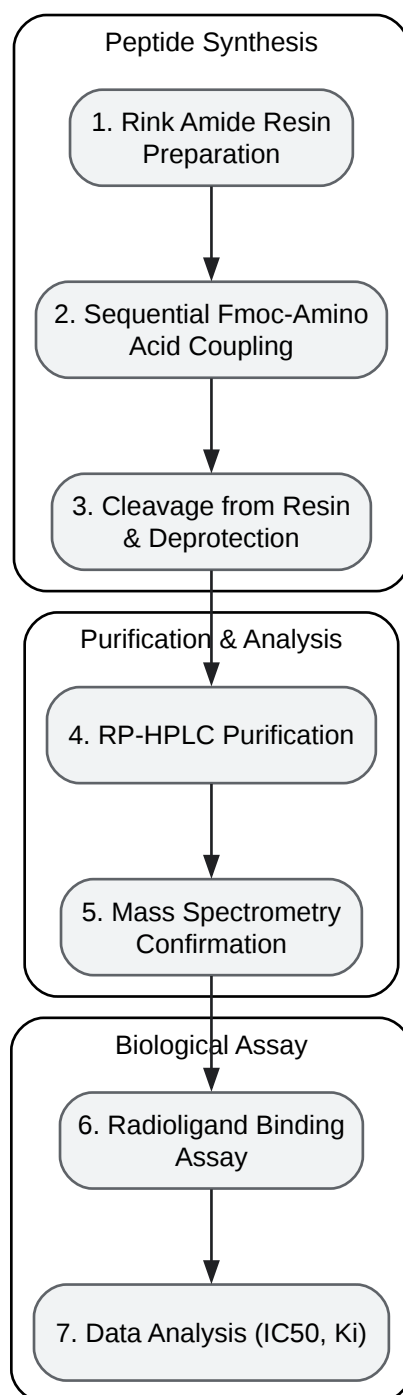 Peptide Synthesis
1. Rink Amide Resin
Preparation
2. Sequential Fmoc-Amino
Acid Coupling
3. Cleavage from Resin
& Deprotection
Purification & Analysis
4. RP-HPLC Purification
5. Mass Spectrometry
Confirmation
Biological Assay
6. Radioligand Binding
Assay
7. Data Analysis (IC50, Ki)